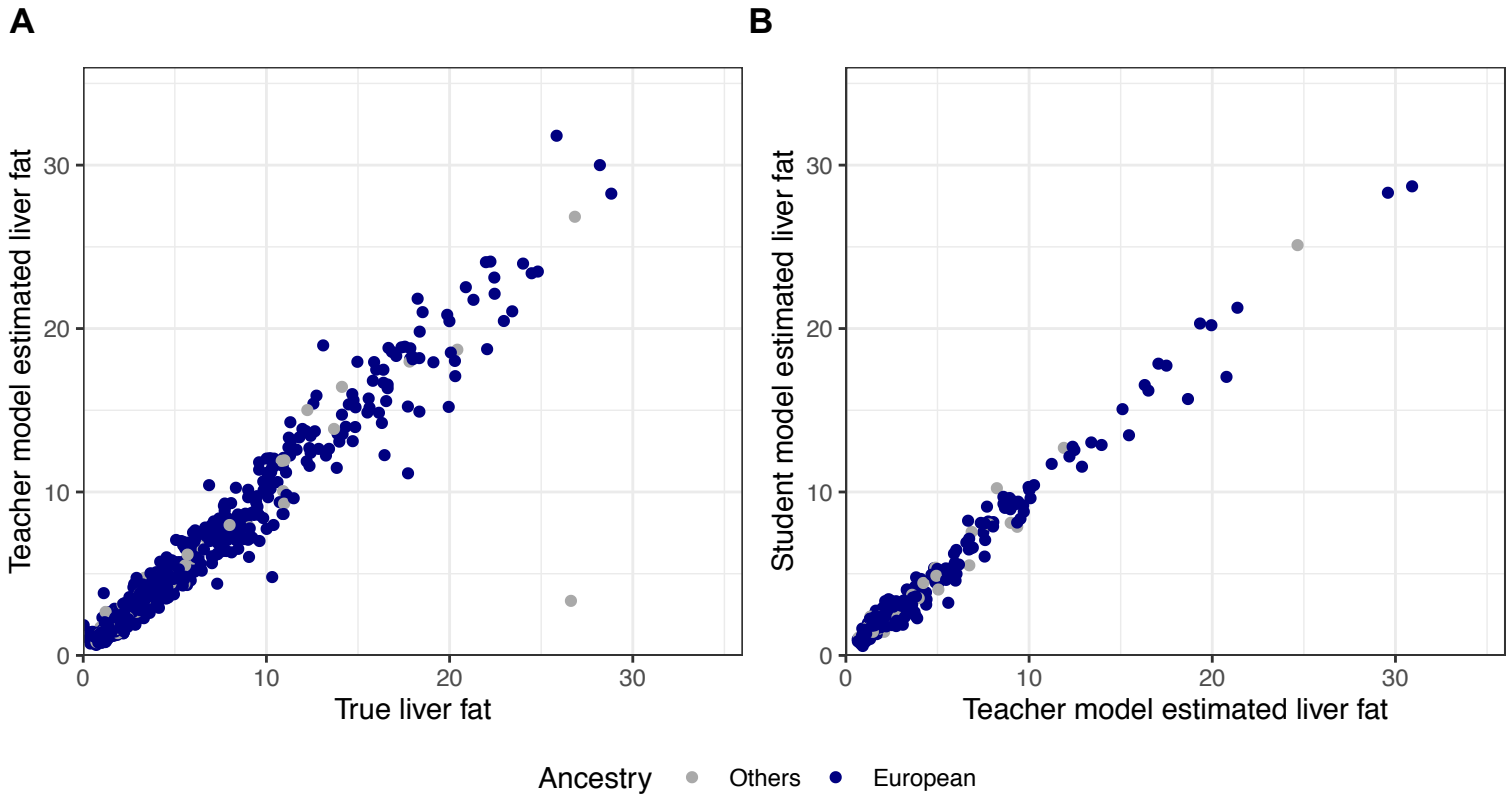 A
B
Teacher model estimated liver fat
30
20
10
0
0
10
20
30
True liver fat
Student model estimated liver fat
30
20
10
0
0
10
20
30
Teacher model estimated liver fat
Ancestry
Others
European